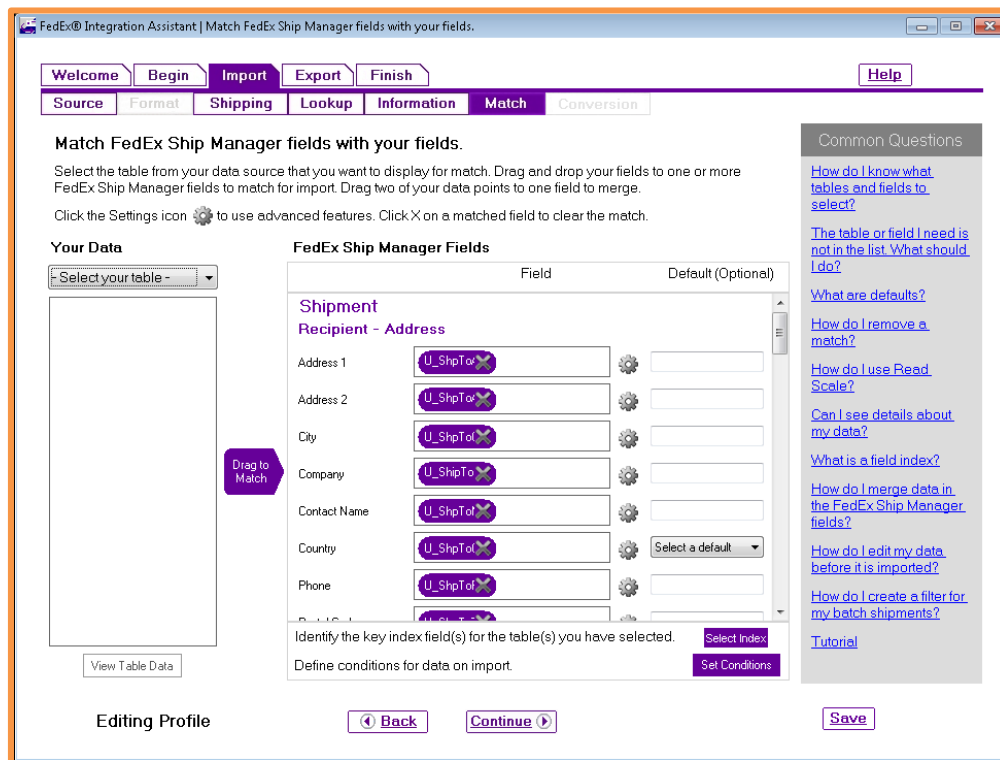 FedEx® Integration Assistant | Match FedEx Ship Manager fields with your fields.
Welcome Begin Import Export Finish Help
Source Format Shipping Lookup Information Match Conversion
Match FedEx Ship Manager fields with your fields.
Select the table from your data source that you want to display for match. Drag and drop your fields to one or more
FedEx Ship Manager fields to match for import. Drag two of your data points to one field to merge.
Click the Settings icon to use advanced features. Click X on a matched field to clear the match.
Your Data
- Select your table -
View Table Data
Drag to
Match
FedEx Ship Manager Fields
Field Default (Optional)
Shipment
Recipient - Address
Address 1 U_ShpTo
Address 2 U_ShpTo
City U_ShpTo
Company U_ShipTo
Contact Name U_ShpTo
Country U_ShpTo Select a default
Phone U_ShpTo
Identify the key index field(s) for the table(s) you have selected. Select Index
Define conditions for data on import. Set Conditions
Common Questions
How do I know what
tables and fields to
select?
The table or field I need is
not in the list. What should
I do?
What are defaults?
How do I remove a
match?
How do I use Read
Scale?
Can I see details about
my data?
What is a field index?
How do I merge data in
the FedEx Ship Manager
fields?
How do I edit my data
before it is imported?
How do I create a filter for
my batch shipments?
Tutorial
Editing Profile Back Continue Save